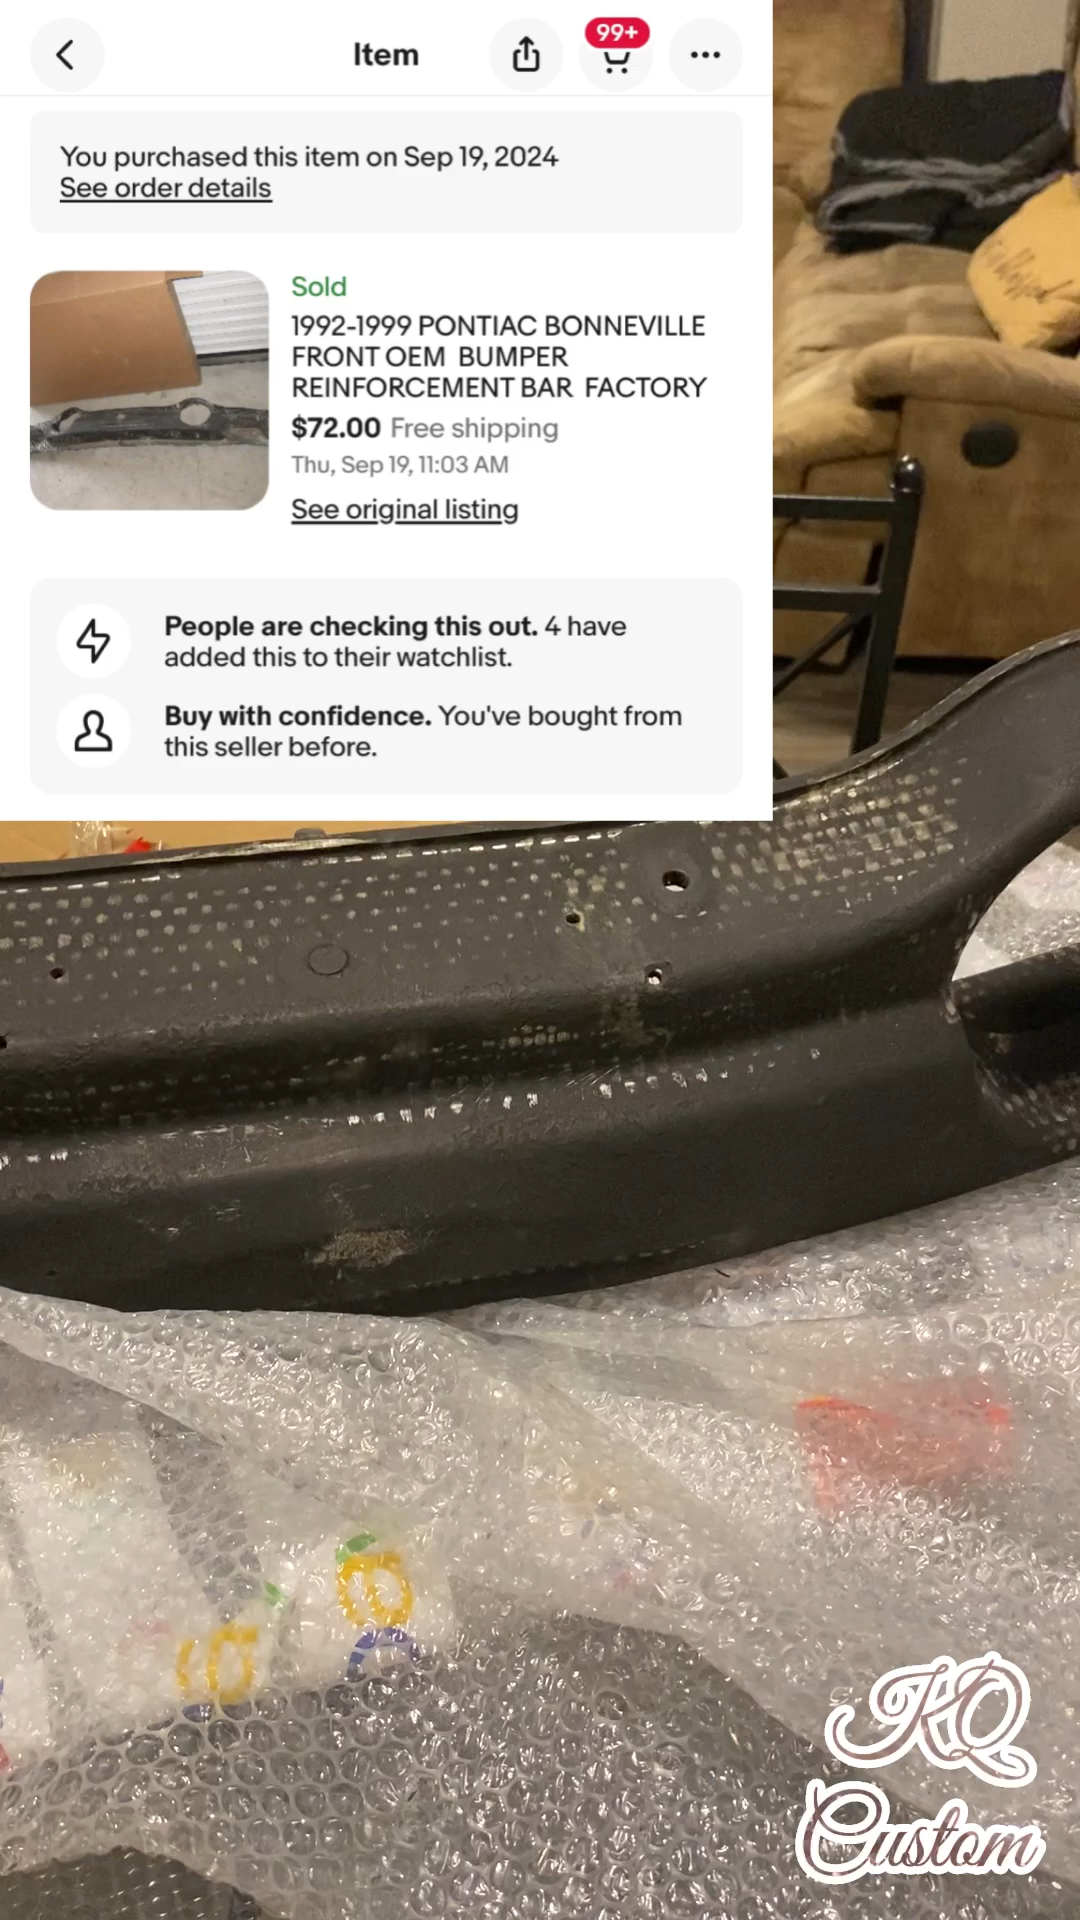 Item
99+
You purchased this item on Sep 19, 2024
See order details
Sold
1992-1999 PONTIAC BONNEVILLE
FRONT OEM BUMPER
REINFORCEMENT BAR FACTORY
$72.00 Free shipping
Thu, Sep 19, 11:03 AM
See original listing
People are checking this out. 4 have
added this to their watchlist.
Buy with confidence. You've bought from
this seller before.
KQ
Custom